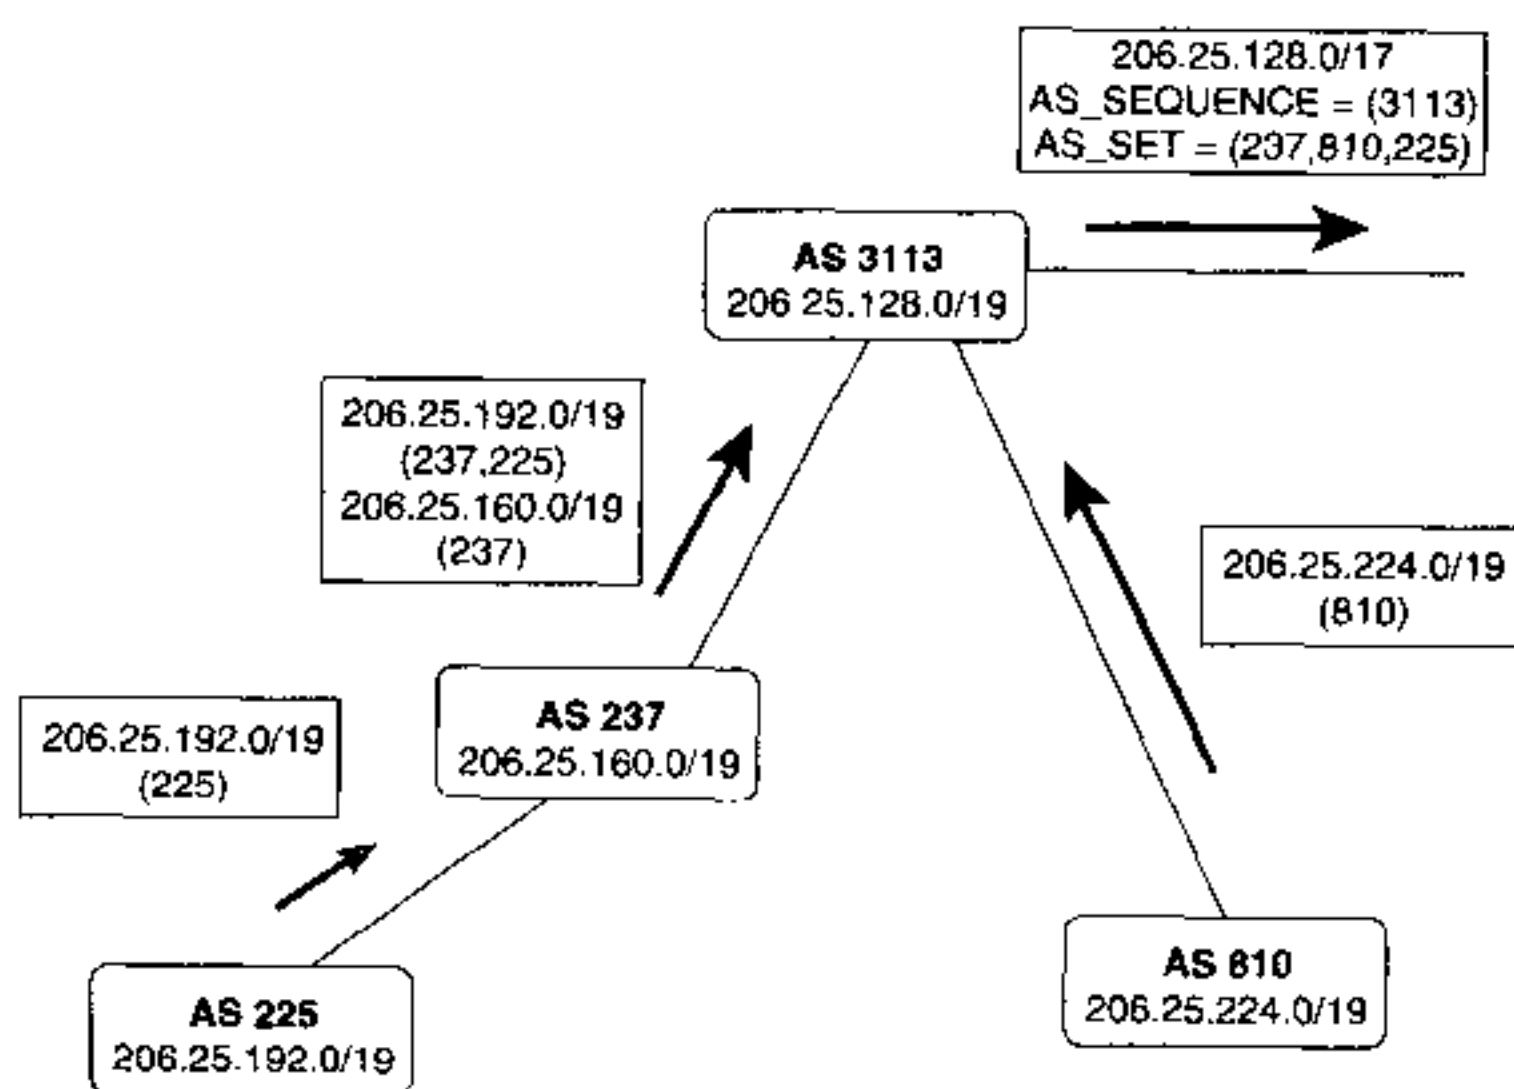 206.25.128.0/17
AS_SEQUENCE = (3113)
AS_SET = (237,810,225)
AS 3113
206 25.128.0/19
206.25.192.0/19
(237,225)
206.25.160.0/19
(237)
206.25.224.0/19
(810)
AS 237
206.25.160.0/19
206.25.192.0/19
(225)
AS 810
206.25.224.0/19
AS 225
206.25.192.0/19